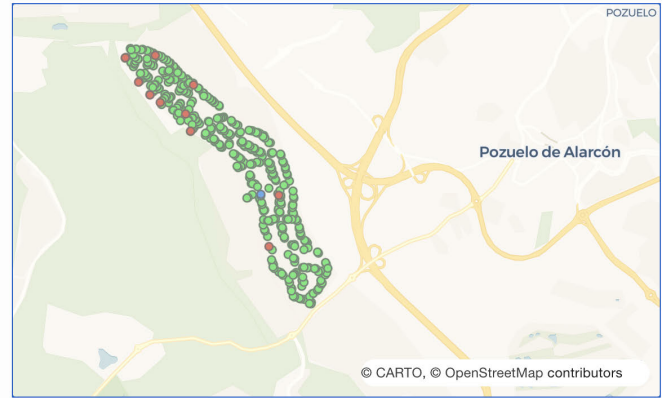 POZUELO
Pozuelo de Alarcón
© CARTO, © OpenStreetMap contributors